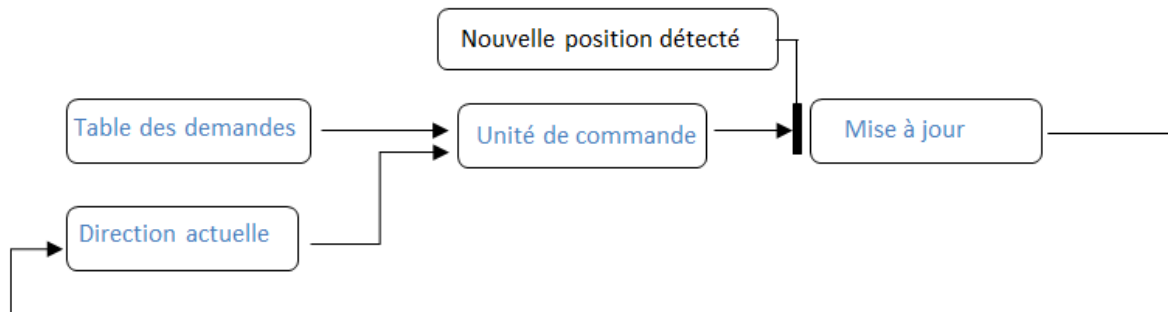 Nouvelle position détecté
Table des demandes
Unité de commande
Mise à jour
Direction actuelle